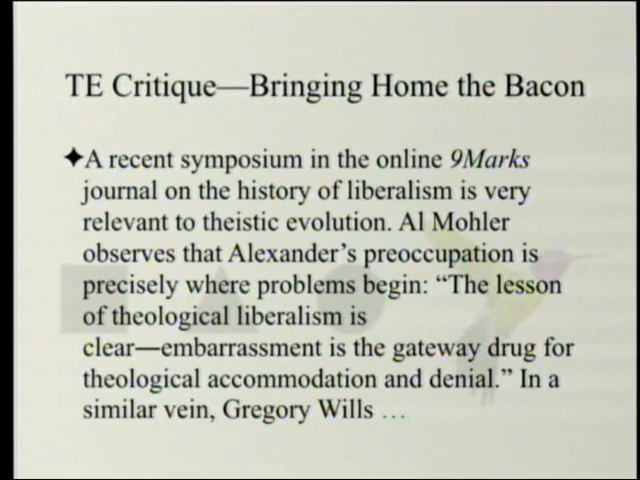 TE Critique—Bringing Home the Bacon
✦A recent symposium in the online 9Marks
journal on the history of liberalism is very
relevant to theistic evolution. Al Mohler
observes that Alexander’s preoccupation is
precisely where problems begin: “The lesson
of theological liberalism is
clear—embarrassment is the gateway drug for
theological accommodation and denial.” In a
similar vein, Gregory Wills …